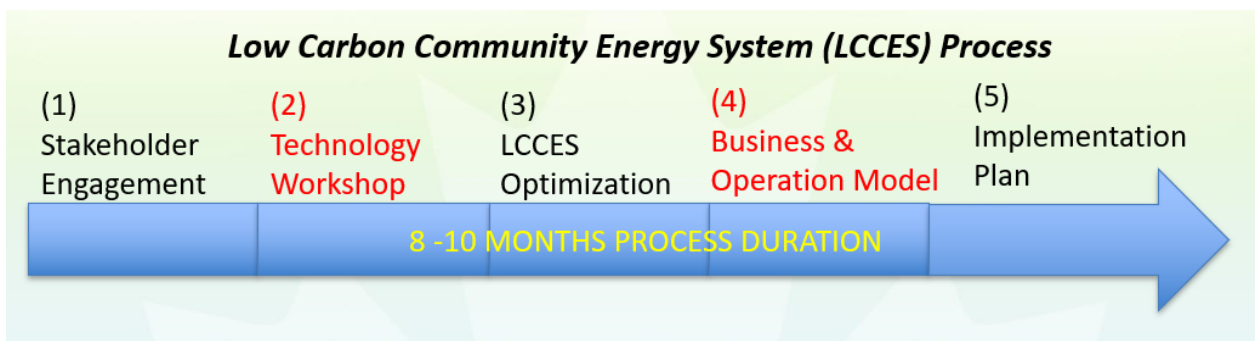 Low Carbon Community Energy System (LCCES) Process
(1)
Stakeholder
Engagement
(2)
Technology
Workshop
(3)
LCCES
Optimization
(4)
Business &
Operation Model
(5)
Implementation
Plan
8 -10 MONTHS PROCESS DURATION